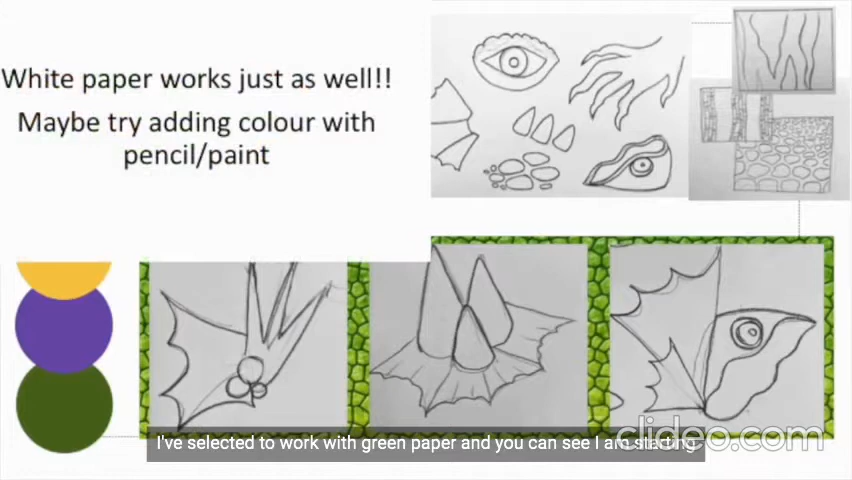 White paper works just as well!!
Maybe try adding colour with
pencil/paint
I've selected to work with green paper and you can see I am starting
clideo.com